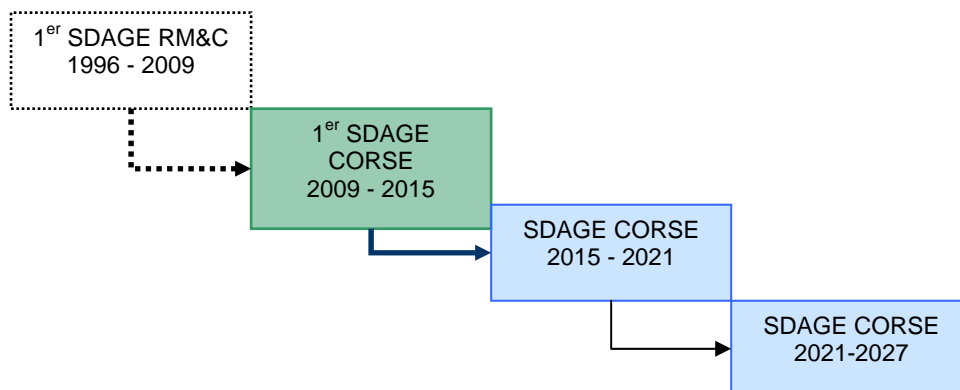 1er SDAGE RM&C
1996 - 2009
1er SDAGE
CORSE
2009 - 2015
SDAGE CORSE
2015 - 2021
SDAGE CORSE
2021-2027